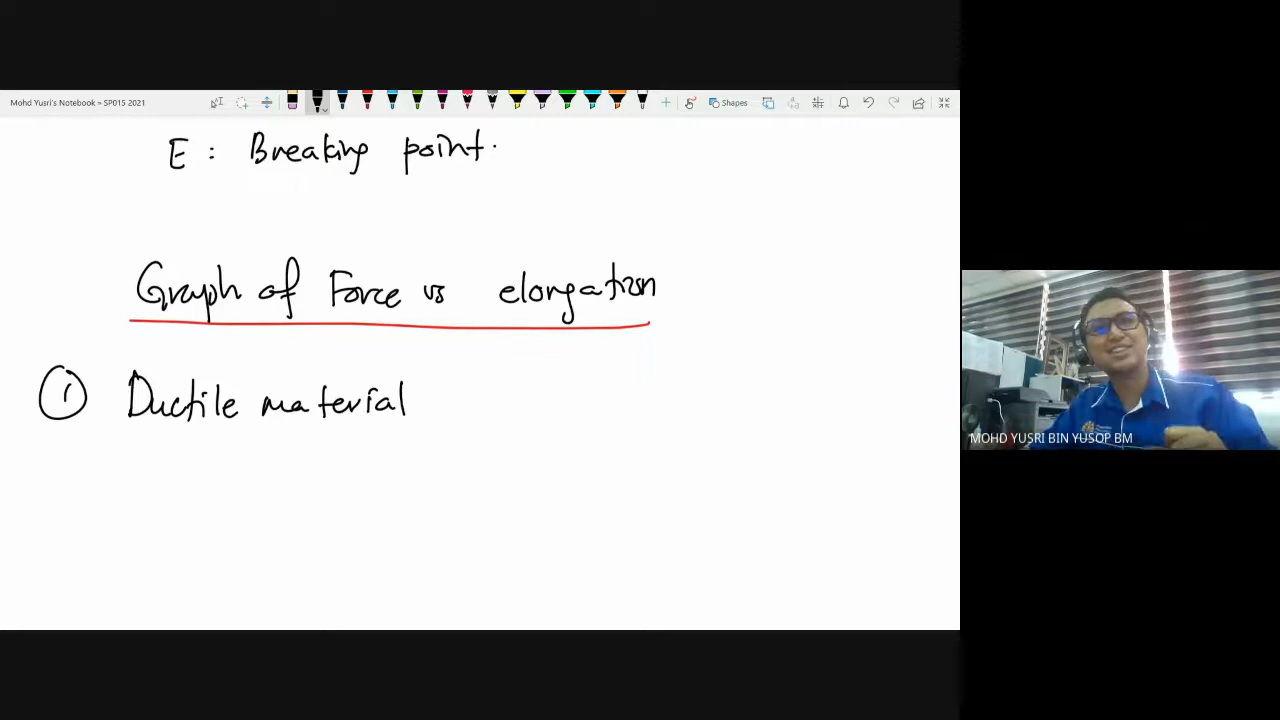 Mohd Yusri's Notebook » SP015 2021
Shapes
E : Breaking point.
Graph of Force vs elongation
① Ductile material
MOHD YUSRI BIN YUSOP BM